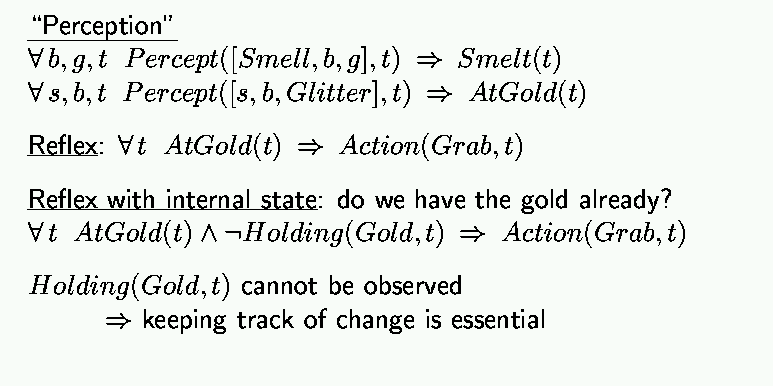 “Perception”
∀ b, g, t Percept([Smell, b, g], t) ⇒ Smelt(t)
∀ s, b, t Percept([s, b, Glitter], t) ⇒ AtGold(t)
Reflex: ∀ t AtGold(t) ⇒ Action(Grab, t)
Reflex with internal state: do we have the gold already?
∀ t AtGold(t) ∧ ¬Holding(Gold, t) ⇒ Action(Grab, t)
Holding(Gold, t) cannot be observed
⇒ keeping track of change is essential